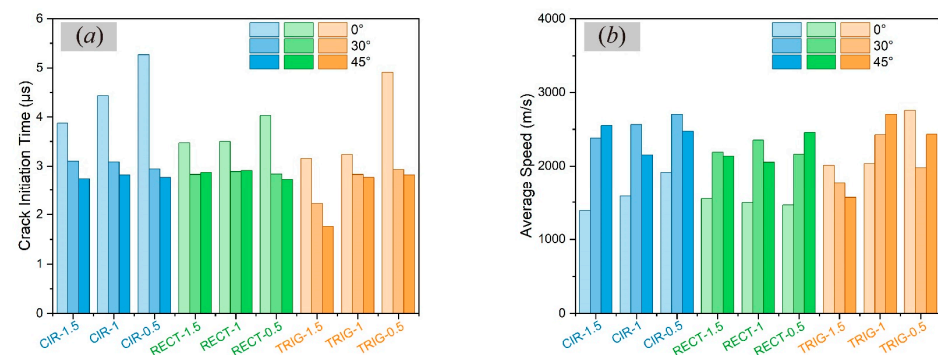 (a)
0°
30°
45°
Crack Initiation Time (μs)
6
5
4
3
2
1
0
CIR-1.5
CIR-1
CIR-0.5
RECT-1.5
RECT-1
RECT-0.5
TRIG-1.5
TRIG-1
TRIG-0.5
(b)
0°
30°
45°
Average Speed (m/s)
4000
3000
2000
1000
0
CIR-1.5
CIR-1
CIR-0.5
RECT-1.5
RECT-1
RECT-0.5
TRIG-1.5
TRIG-1
TRIG-0.5